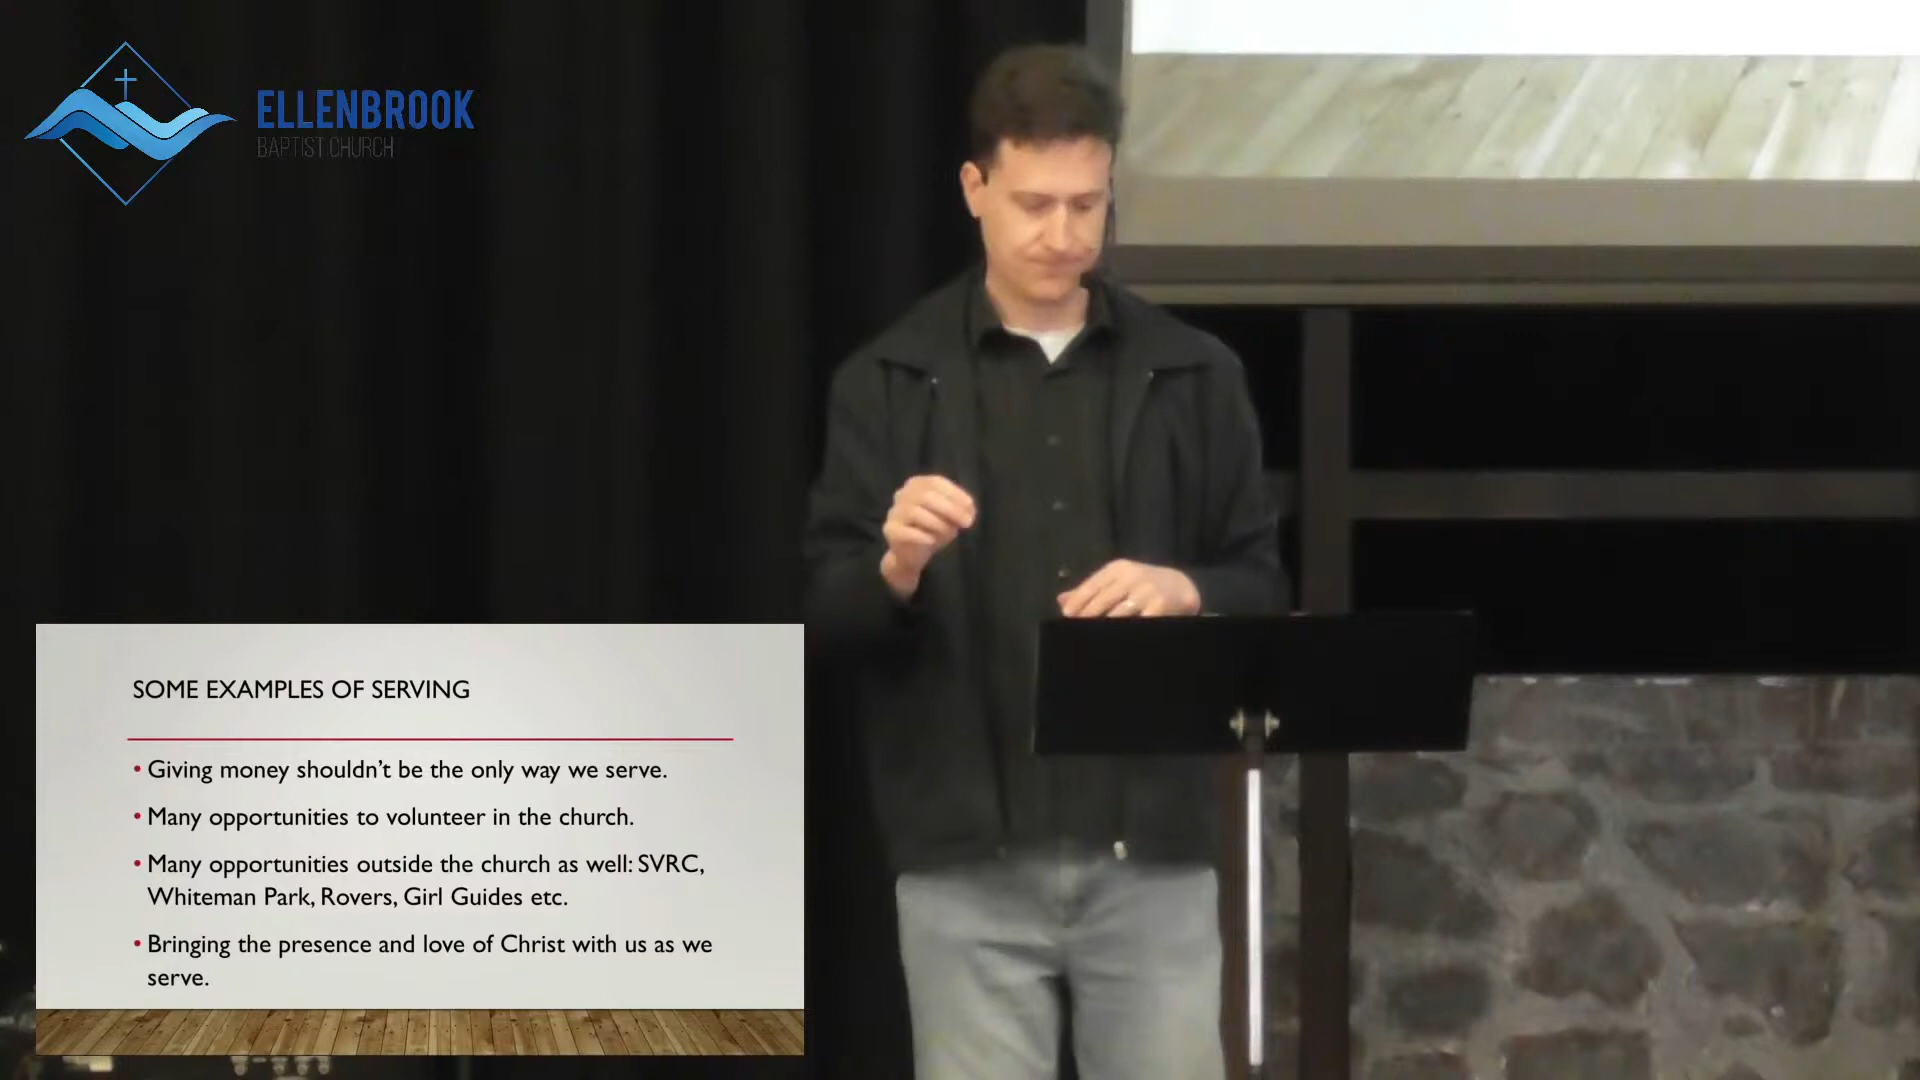 ELLENBROOK
BAPTIST CHURCH
SOME EXAMPLES OF SERVING
• Giving money shouldn’t be the only way we serve.
• Many opportunities to volunteer in the church.
• Many opportunities outside the church as well: SVRC,
Whiteman Park, Rovers, Girl Guides etc.
• Bringing the presence and love of Christ with us as we
serve.